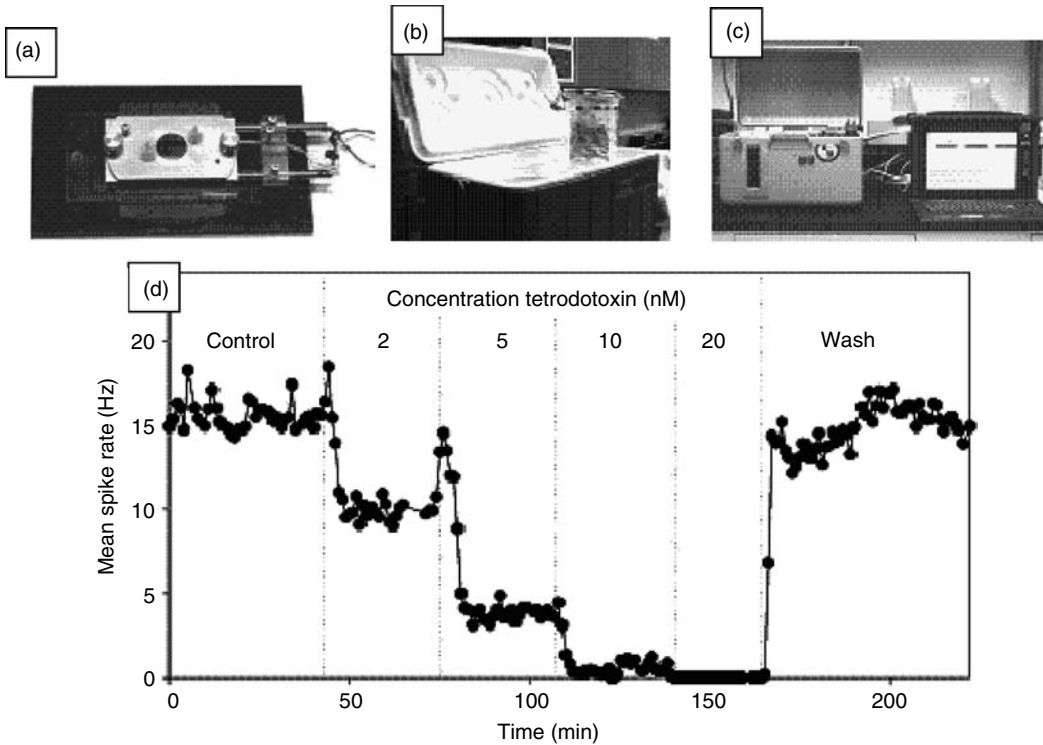 (a)
(b)
(c)
(d)
Concentration tetrodotoxin (nM)
Control 2 5 10 20 Wash
Mean spike rate (Hz)
20
15
10
5
0
0 50 100 150 200
Time (min)